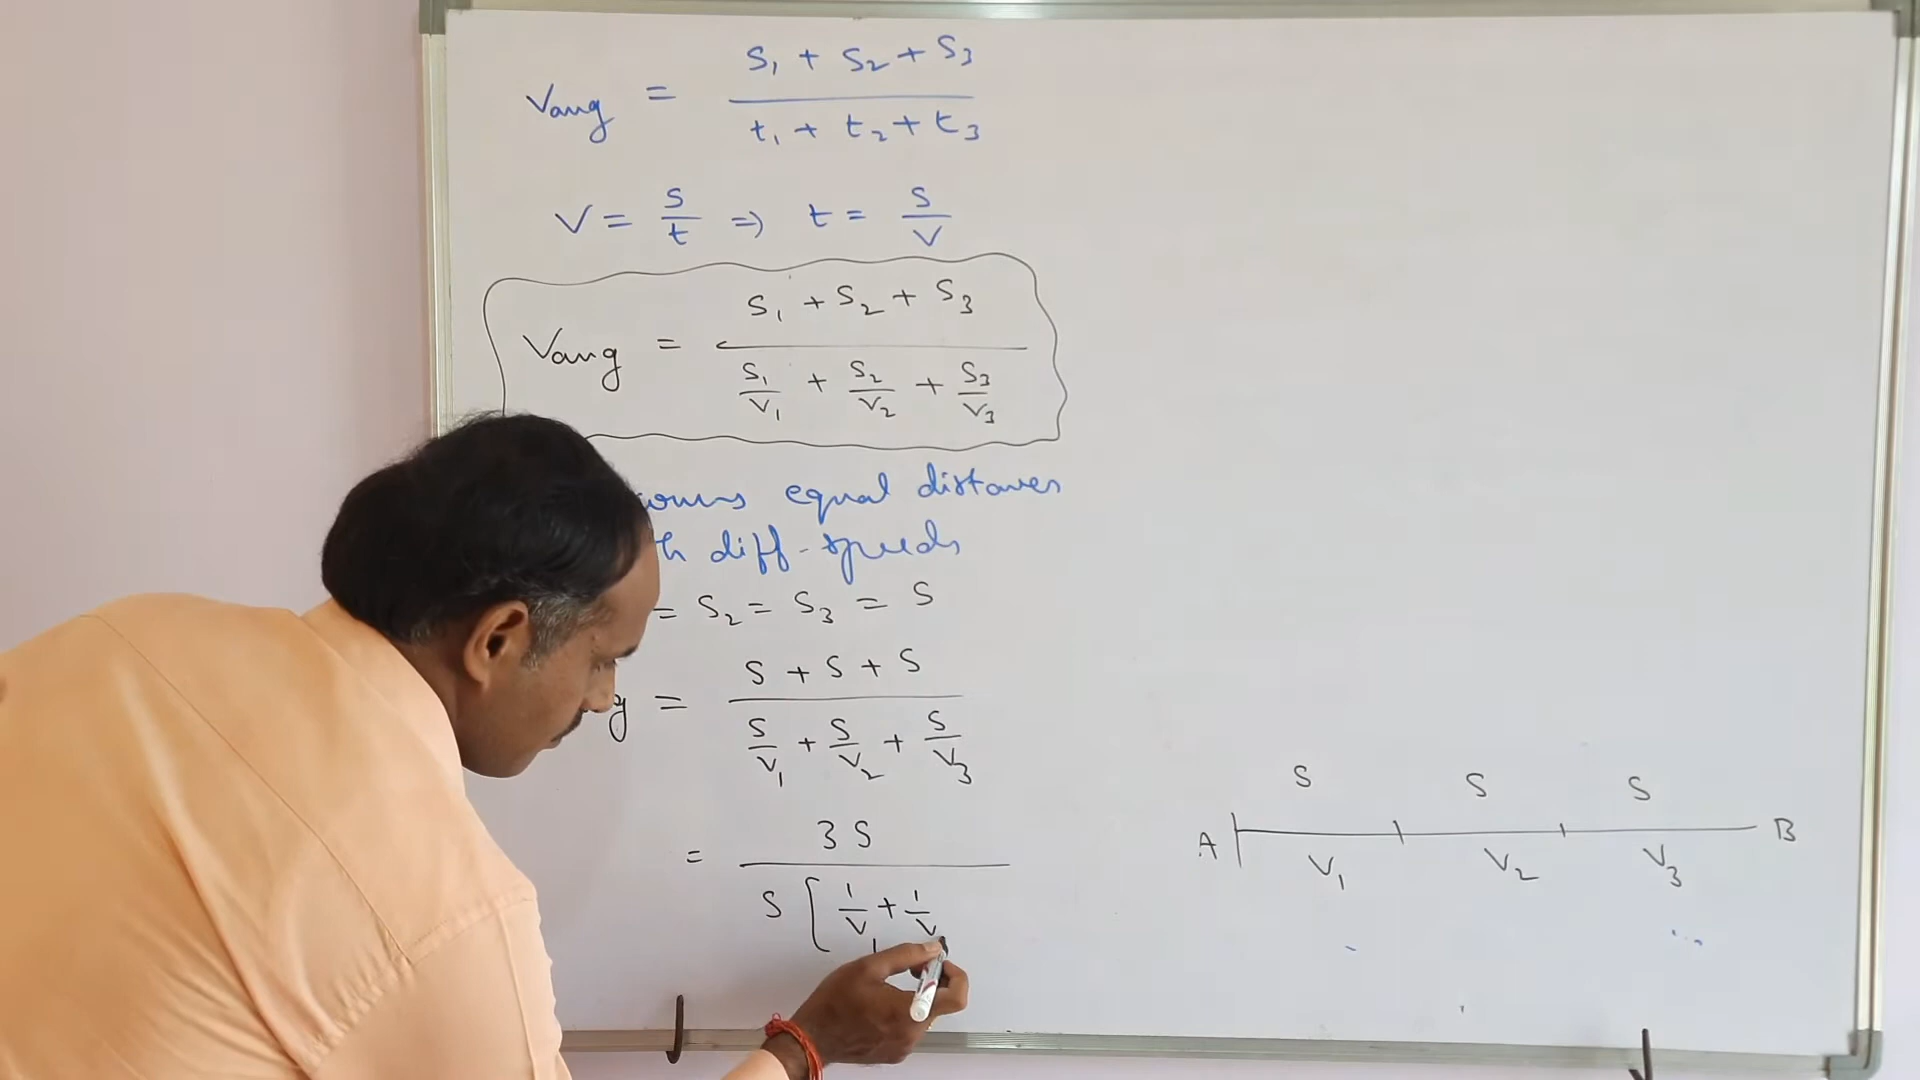 Vavg = (S₁ + S₂ + S₃) / (t₁ + t₂ + t₃)
V = S/t ⇒ t = S/V
Vavg = (S₁ + S₂ + S₃) / (S₁/V₁ + S₂/V₂ + S₃/V₃)
equal distances
diff-speeds
= S₂ = S₃ = S
g = (S + S + S) / (S/V₁ + S/V₂ + S/V₃)
= 3S / S [ 1/V₁ + 1/V
S S S
A B
V₁ V₂ V₃